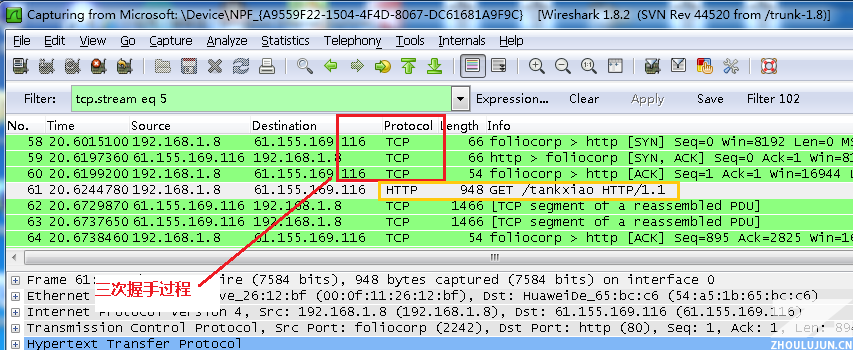 Capturing from Microsoft: \Device\NPF_{A9559F22-1504-4F4D-8067-DC61681A9F9C} [Wireshark 1.8.2 (SVN Rev 44520 from /trunk-1.8)]
File Edit View Go Capture Analyze Statistics Telephony Tools Internals Help
Filter: tcp.stream eq 5 Expression... Clear Apply Save Filter 102
No. Time Source Destination Protocol Length Info
58 20.6015100 192.168.1.8 61.155.169.116 TCP 66 foliocorp > http [SYN] Seq=0 Win=8192 Len=0 MS
59 20.6197360 61.155.169.116 192.168.1.8 TCP 66 http > foliocorp [SYN, ACK] Seq=0 Ack=1 Win=8
60 20.6199200 192.168.1.8 61.155.169.116 TCP 54 foliocorp > http [ACK] Seq=1 Ack=1 Win=16944 L
61 20.6244780 192.168.1.8 61.155.169.116 HTTP 948 GET /tankxiao HTTP/1.1
62 20.6729870 61.155.169.116 192.168.1.8 TCP 1466 [TCP segment of a reassembled PDU]
63 20.6737650 61.155.169.116 192.168.1.8 TCP 1466 [TCP segment of a reassembled PDU]
64 20.6738460 192.168.1.8 61.155.169.116 TCP 54 foliocorp > http [ACK] Seq=895 Ack=2825 Win=16
三次握手过程
Frame 61: ire (7584 bits), 948 bytes captured (7584 bits) on interface 0
Ethernet ve_26:12:bf (00:0f:11:26:12:bf), Dst: HuaweiDe_65:bc:c6 (54:a5:1b:65:bc:c6)
Internet Protocol Version 4, Src: 192.168.1.8 (192.168.1.8), Dst: 61.155.169.116 (61.155.169.116)
Transmission Control Protocol, Src Port: foliocorp (2242), Dst Port: http (80), Seq: 1, Ack: 1, Len: 894
Hypertext Transfer Protocol
ZHOULUJUN.CN